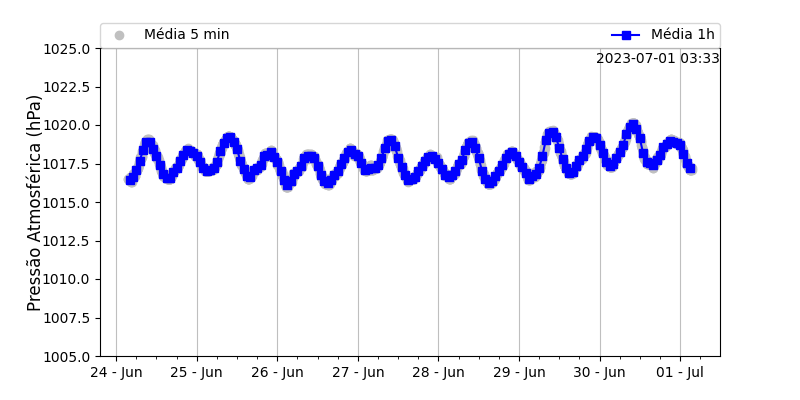 Média 5 min
Média 1h
2023-07-01 03:33
Pressão Atmosférica (hPa)
1025.0
1022.5
1020.0
1017.5
1015.0
1012.5
1010.0
1007.5
1005.0
24 - Jun
25 - Jun
26 - Jun
27 - Jun
28 - Jun
29 - Jun
30 - Jun
01 - Jul